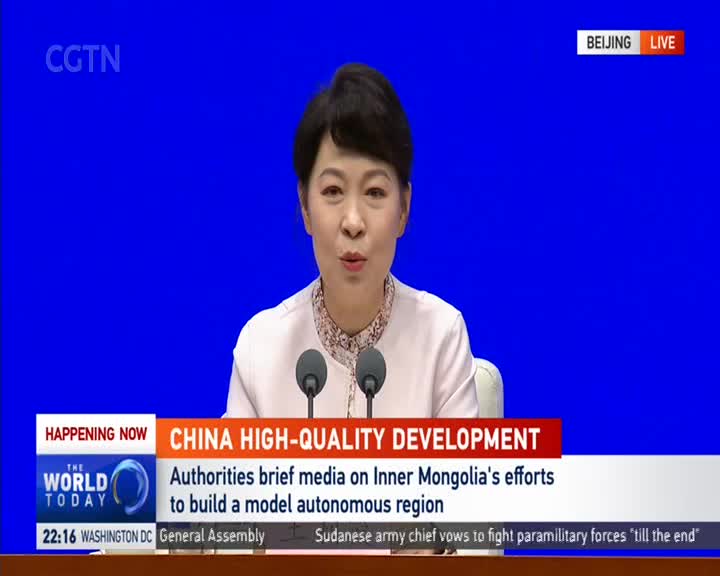 CGTN
BEIJING LIVE
HAPPENING NOW
CHINA HIGH-QUALITY DEVELOPMENT
THE
WORLD
TODAY
Authorities brief media on Inner Mongolia's efforts
to build a model autonomous region
22:16 WASHINGTON DC
General Assembly Sudanese army chief vows to fight paramilitary forces "till the end"